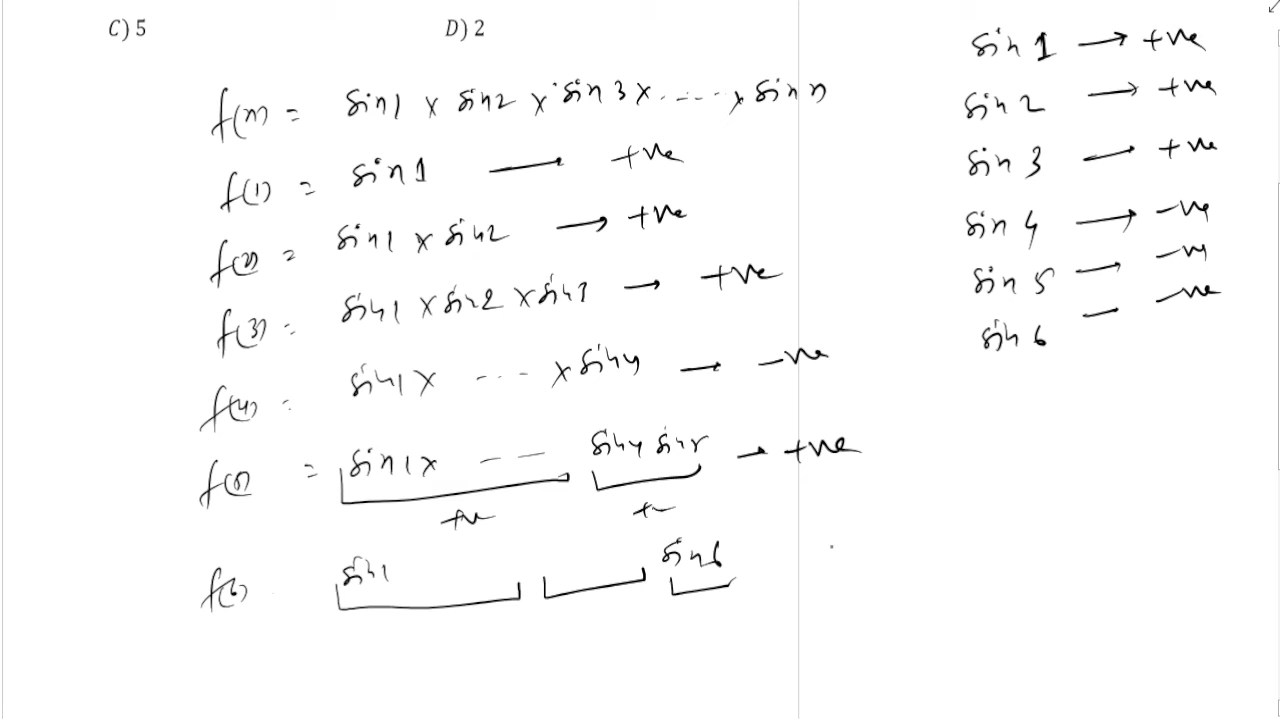 C) 5 D) 2
f(n) = sin1 × sin2 × sin3 × ..... × sin n
f(1) = sin1 → +ve
f(2) = sin1 × sin2 → +ve
f(3) = sin1 × sin2 × sin3 → +ve
f(4) = sin1 × ... × sin4 → -ve
f(5) = sin1 × -- sin4 sin5 → +ve
+ve +ve
f(6) sin1 sin6
sin 1 → +ve
sin 2 → +ve
sin 3 → +ve
sin 4 → -ve
sin 5 → -ve
sin 6 → -ve